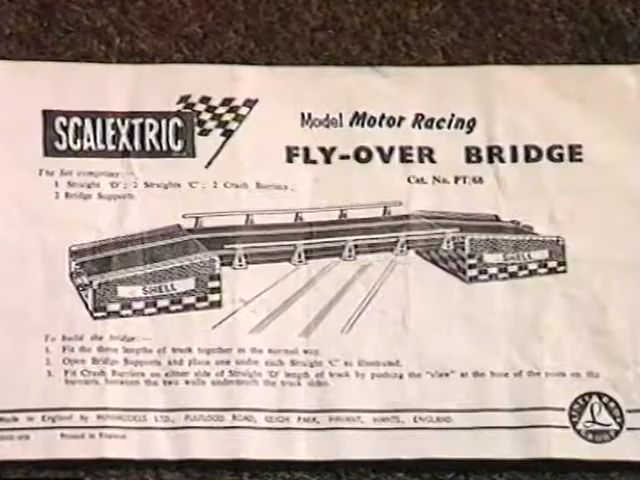 SCALEXTRIC
Model Motor Racing
FLY-OVER BRIDGE
Cat. No. PT/68
The Set comprises :—
1 Straight 'D'; 2 Straights 'C'; 2 Crash Barriers;
2 Bridge Supports
SHELL
SHELL
To build the bridge:—
1. Fit the three lengths of track together in the normal way.
2. Open Bridge Supports and place one under each Straight 'C' as illustrated.
3. Fit Crash Barriers on either side of Straight 'D' length of track by pushing the "claw" at the base of the posts on the
barriers, between the two walls underneath the track sides.
Made in England by MINIMODELS LTD., FULFLOOD ROAD, LEIGH PARK, HAVANT, HANTS., ENGLAND
Printed in England
LINES BROS
L
GROUP